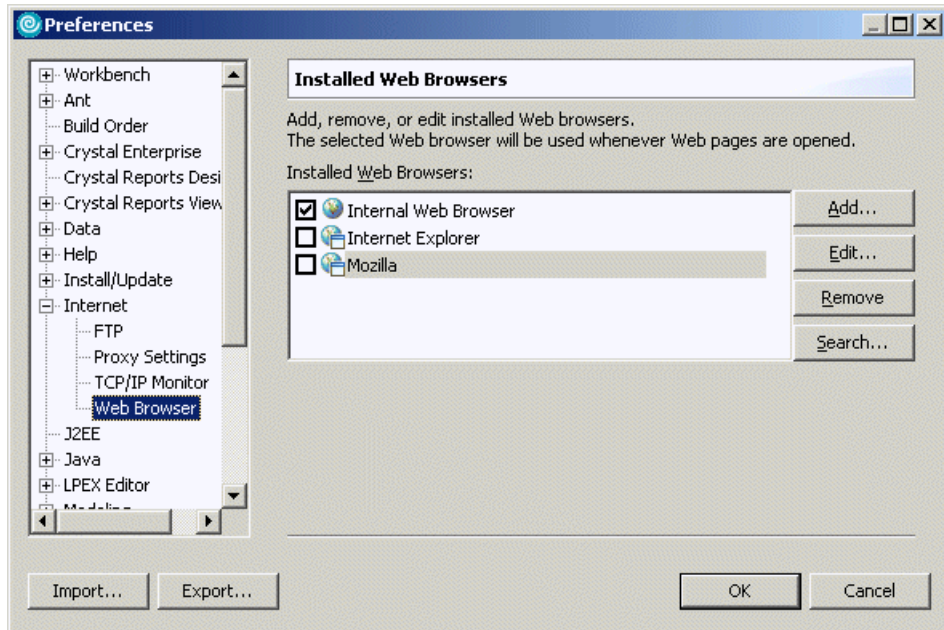 Preferences
Workbench
Ant
Build Order
Crystal Enterprise
Crystal Reports Desi
Crystal Reports View
Data
Help
Install/Update
Internet
FTP
Proxy Settings
TCP/IP Monitor
Web Browser
J2EE
Java
LPEX Editor
Modeling
Installed Web Browsers
Add, remove, or edit installed Web browsers.
The selected Web browser will be used whenever Web pages are opened.
Installed Web Browsers:
Internal Web Browser
Internet Explorer
Mozilla
Add...
Edit...
Remove
Search...
Import...
Export...
OK
Cancel